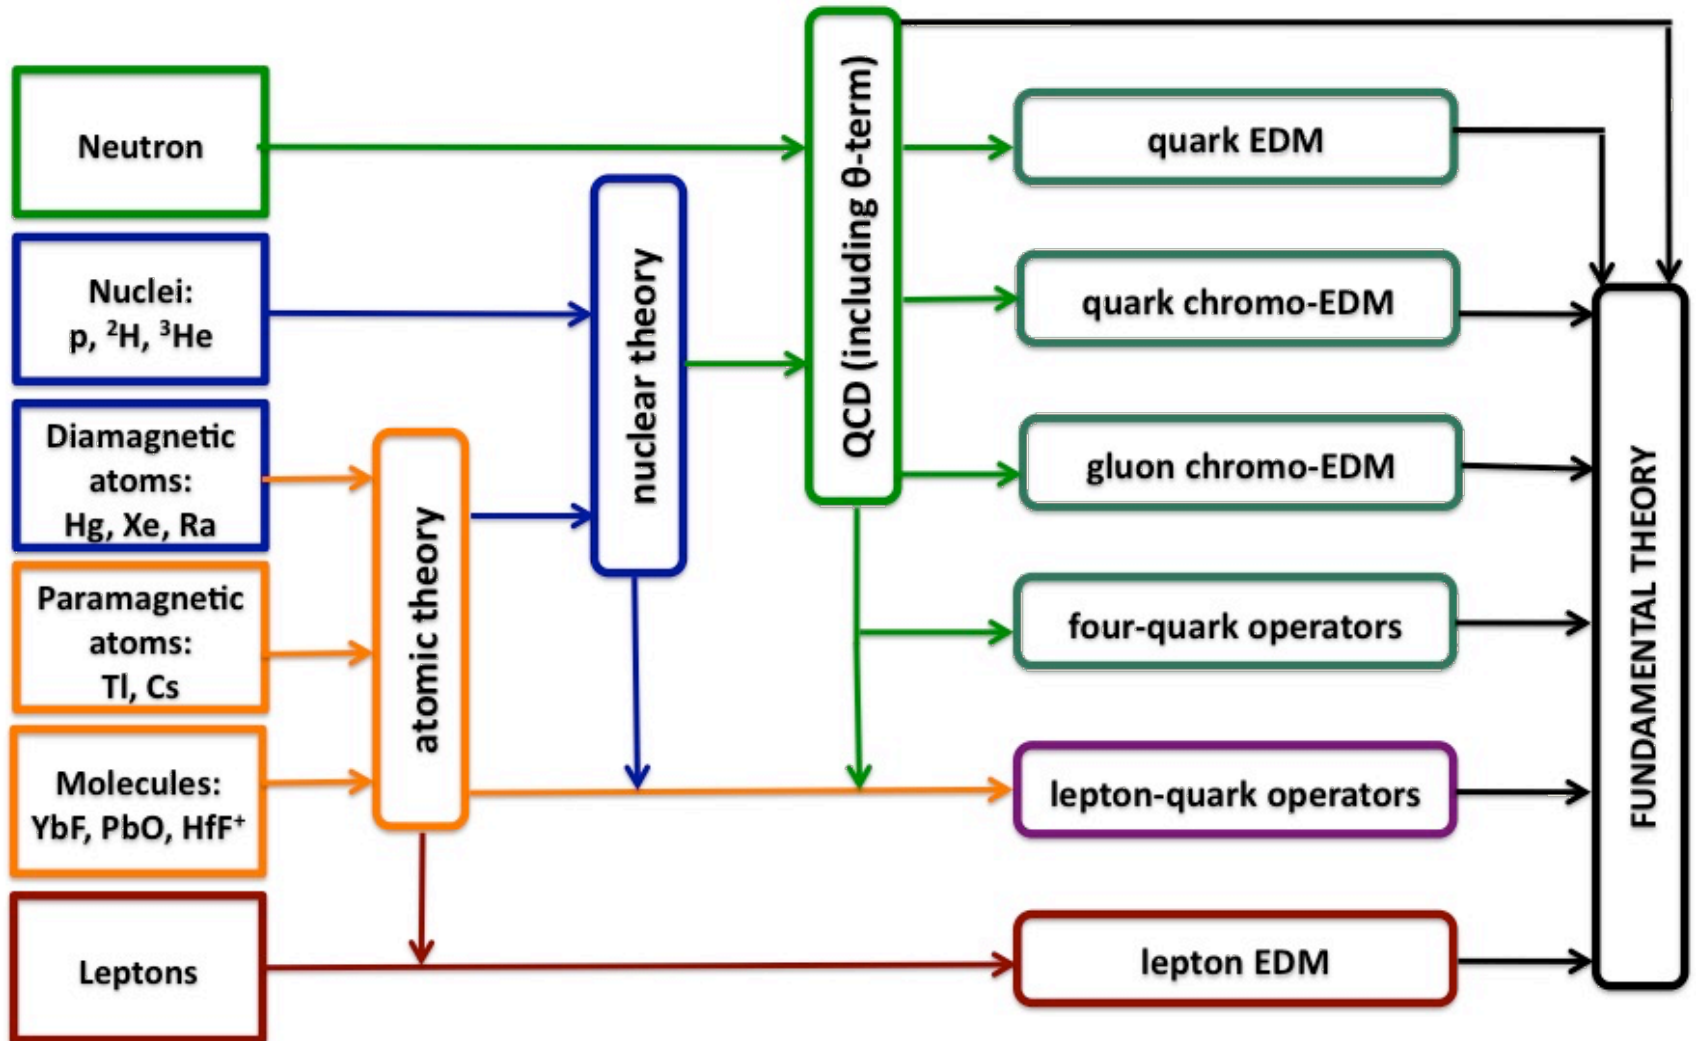 Neutron
Nuclei:
p, ²H, ³He
Diamagnetic
atoms:
Hg, Xe, Ra
Paramagnetic
atoms:
Tl, Cs
Molecules:
YbF, PbO, HfF⁺
Leptons
atomic theory
nuclear theory
QCD (including θ-term)
quark EDM
quark chromo-EDM
gluon chromo-EDM
four-quark operators
lepton-quark operators
lepton EDM
FUNDAMENTAL THEORY